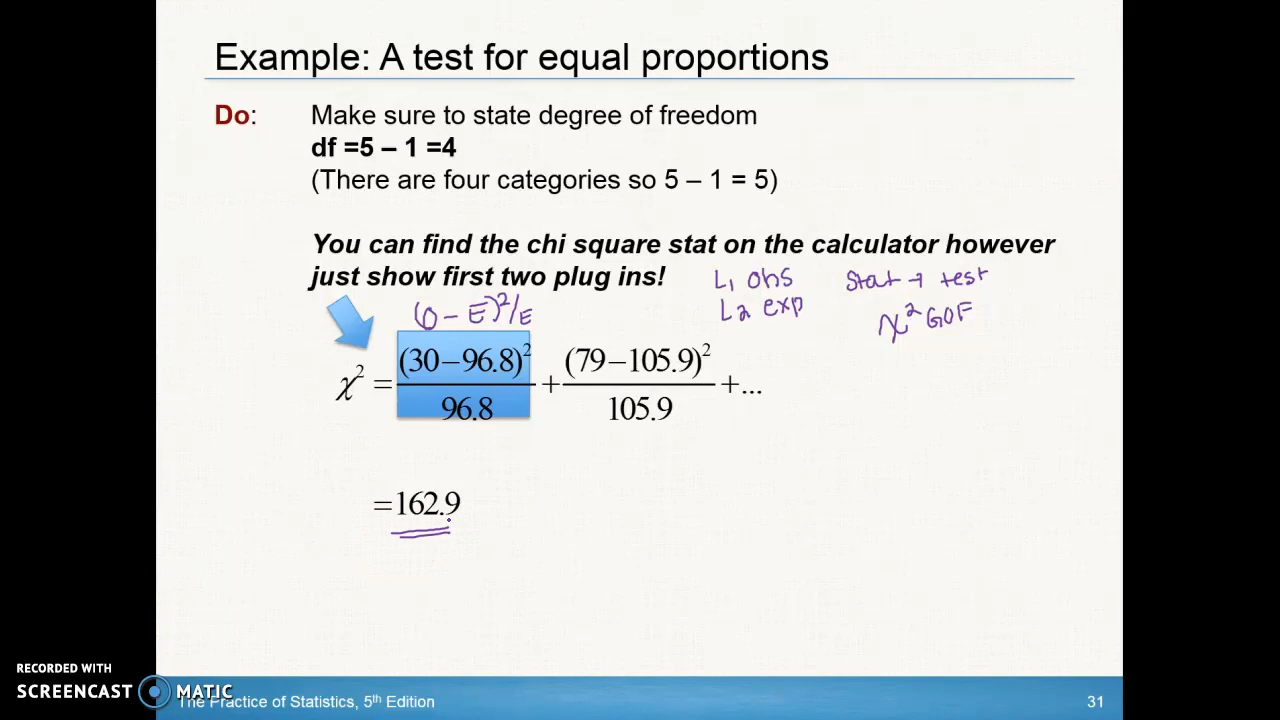 Example: A test for equal proportions
Do: Make sure to state degree of freedom
df =5 – 1 =4
(There are four categories so 5 – 1 = 5)
You can find the chi square stat on the calculator however
just show first two plug ins!
L1 obs stat → test
L2 exp χ² GOF
(O - E)²/E
χ² = (30−96.8)²/96.8 + (79−105.9)²/105.9 + ...
=162.9
RECORDED WITH
SCREENCAST MATIC
The Practice of Statistics, 5th Edition 31